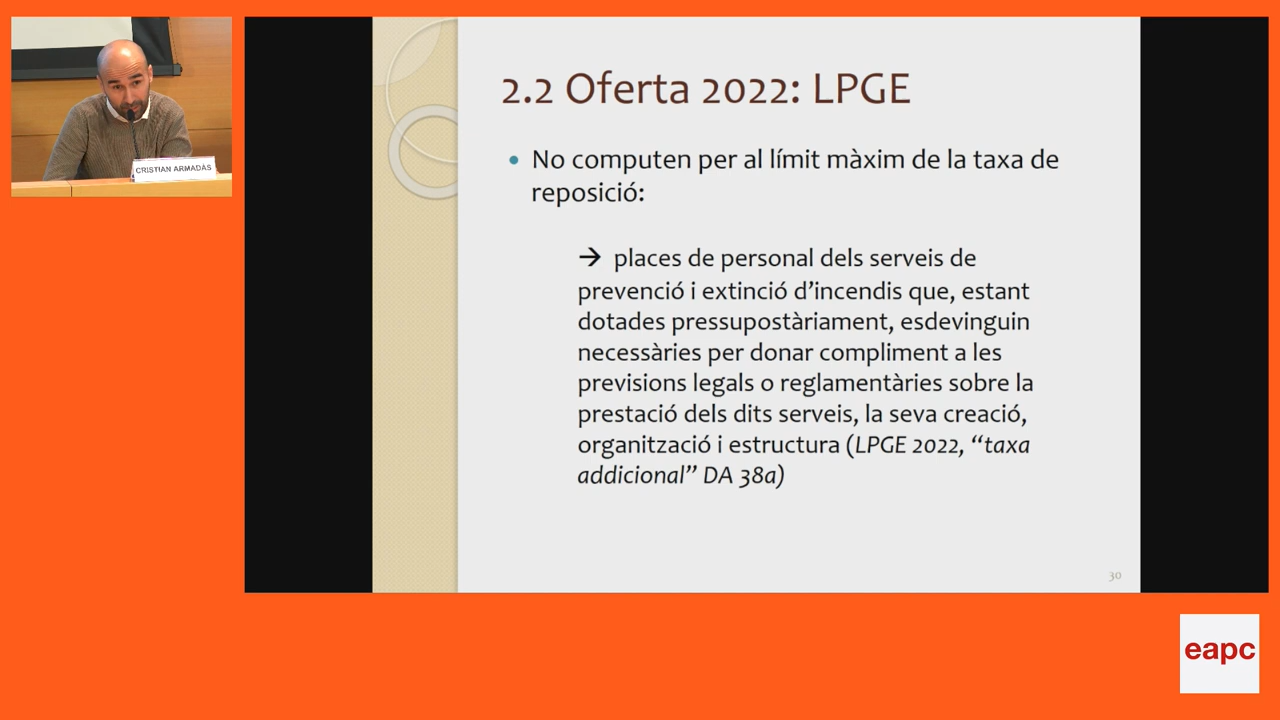 CRISTIAN ARMADÀS
2.2 Oferta 2022: LPGE
• No computen per al límit màxim de la taxa de
reposició:
→ places de personal dels serveis de
prevenció i extinció d’incendis que, estant
dotades pressupostàriament, esdevinguin
necessàries per donar compliment a les
previsions legals o reglamentàries sobre la
prestació dels dits serveis, la seva creació,
organització i estructura (LPGE 2022, “taxa
addicional” DA 38a)
30
eapc